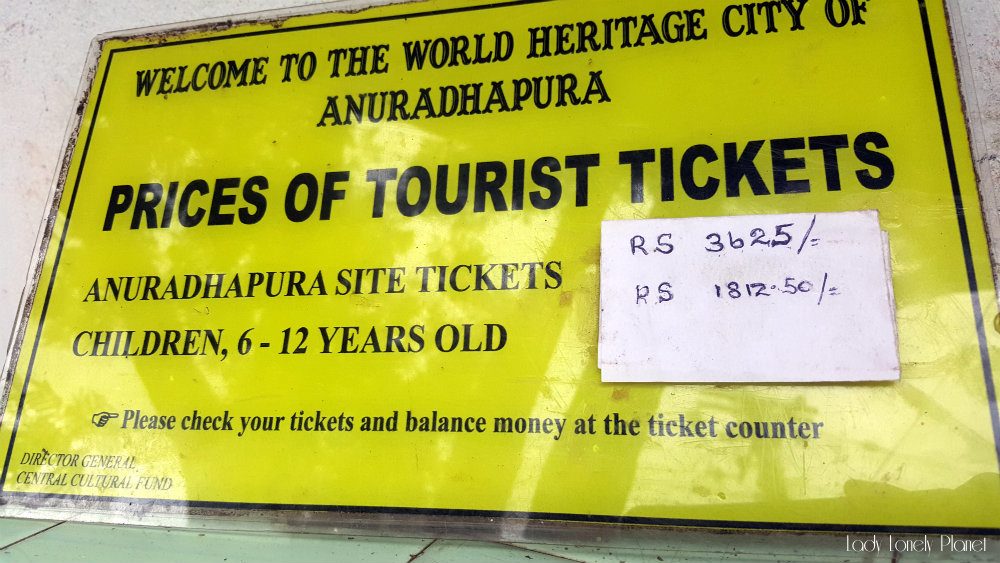 WELCOME TO THE WORLD HERITAGE CITY OF
ANURADHAPURA
PRICES OF TOURIST TICKETS
ANURADHAPURA SITE TICKETS RS 3625/=
CHILDREN, 6 - 12 YEARS OLD RS 1812.50/=
☞ Please check your tickets and balance money at the ticket counter
DIRECTOR GENERAL,
CENTRAL CULTURAL FUND
Lady Lonely Planet